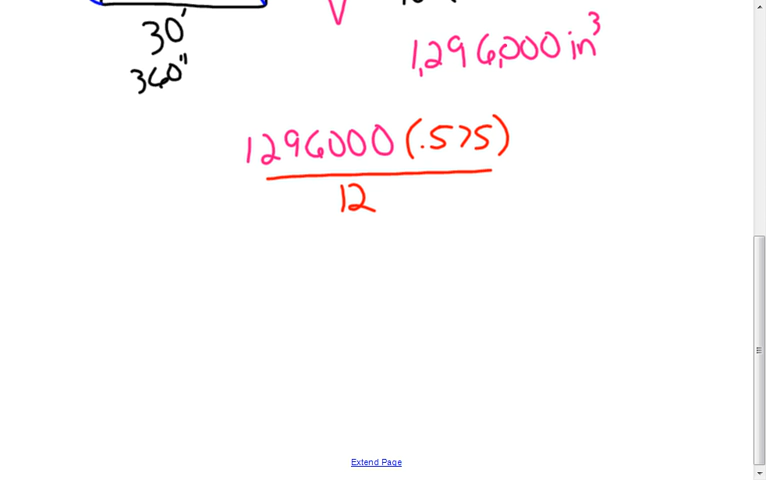 30'
360"
1,296,000 in³
1296000 (.575)
12
Extend Page